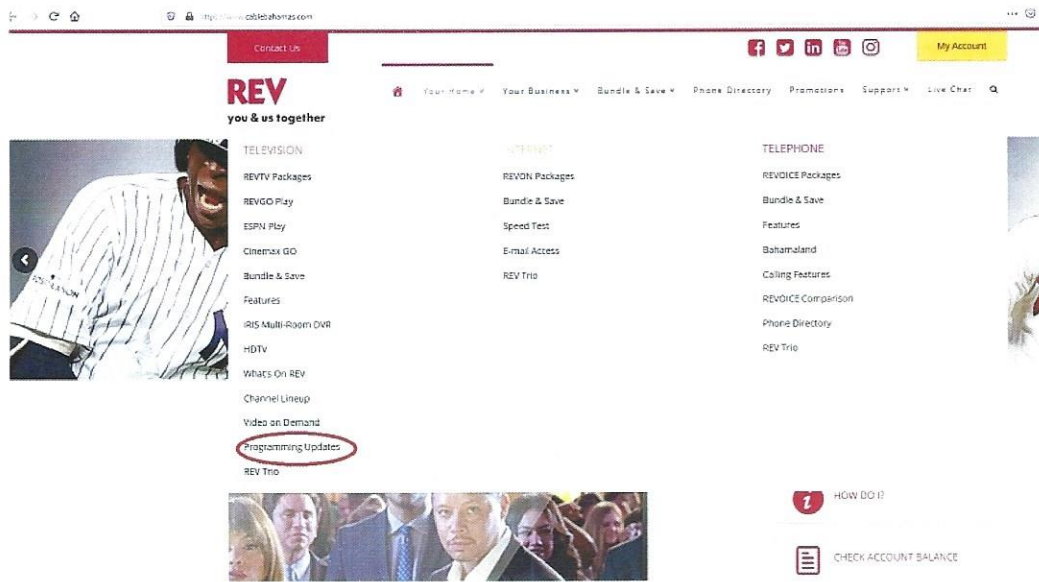 cablebahamas.com
Contact Us
My Account
REV
you & us together
Your Home
Your Business
Bundle & Save
Phone Directory
Promotions
Support
Live Chat
TELEVISION
REVTV Packages
REVGO Play
ESPN Play
Cinemax GO
Bundle & Save
Features
IRIS Multi-Room DVR
HDTV
What's On REV
Channel Lineup
Video on Demand
Programming Updates
REV Trio
INTERNET
REVON Packages
Bundle & Save
Speed Test
E-mail Access
REV Trio
TELEPHONE
REVOICE Packages
Bundle & Save
Features
Bahamaland
Calling Features
REVOICE Comparison
Phone Directory
REV Trio
HOW DO I?
CHECK ACCOUNT BALANCE